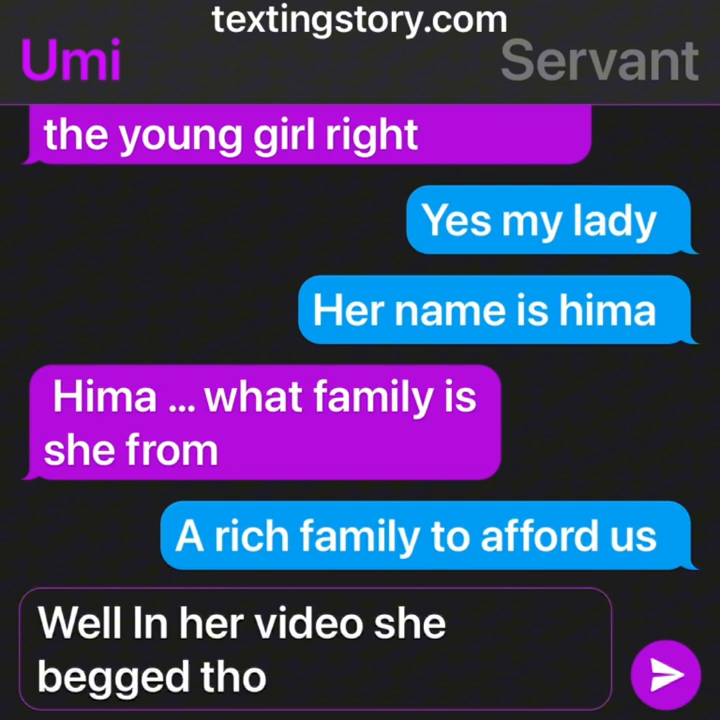 textingstory.com
Umi
Servant
the young girl right
Yes my lady
Her name is hima
Hima ... what family is
she from
A rich family to afford us
Well In her video she
begged tho